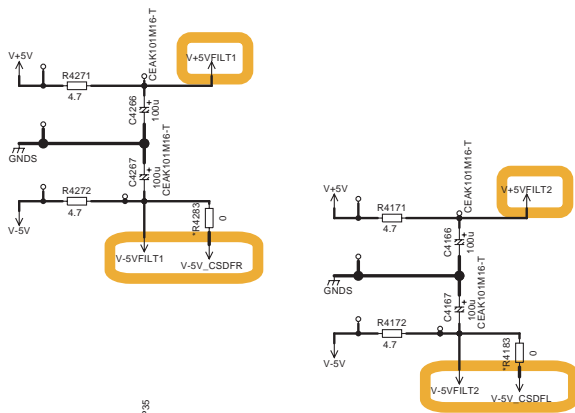 V+5V
R4271
4.7
CEAK101M16-T
V+5VFILT1
C4266
+
100u
GNDS
C4267
+
100u
CEAK101M16-T
V-5V
R4272
4.7
*R4283
0
V-5VFILT1
V-5V_CSDFR
V+5V
R4171
4.7
CEAK101M16-T
V+5VFILT2
C4166
+
100u
GNDS
C4167
+
100u
CEAK101M16-T
V-5V
R4172
4.7
*R4183
0
V-5VFILT2
V-5V_CSDFL